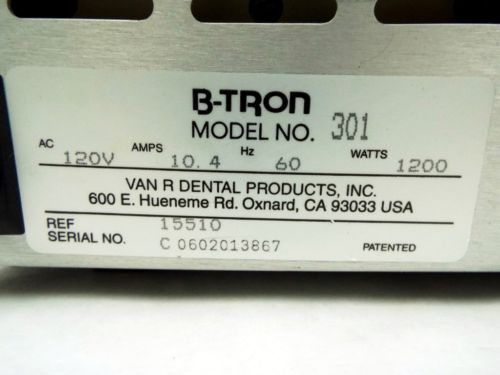 B-TRON
MODEL NO. 301
AC 120V AMPS 10.4 Hz 60 WATTS 1200
VAN R DENTAL PRODUCTS, INC.
600 E. Hueneme Rd. Oxnard, CA 93033 USA
REF 15510
SERIAL NO. C 0602013867 PATENTED